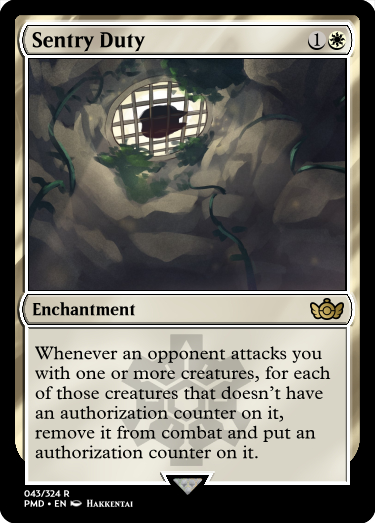 Sentry Duty 1
Enchantment
Whenever an opponent attacks you
with one or more creatures, for each
of those creatures that doesn't have
an authorization counter on it,
remove it from combat and put an
authorization counter on it.
043/324 R
PMD • EN Hakkentai